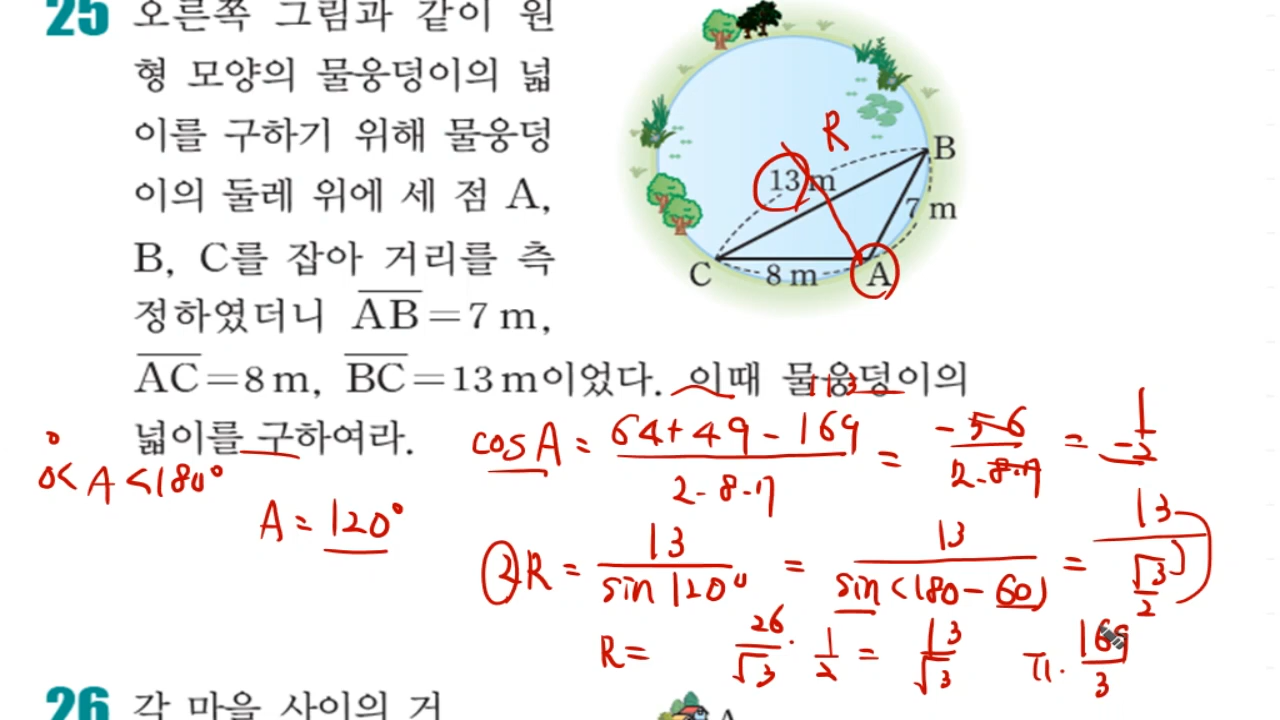 25 오른쪽 그림과 같이 원
형 모양의 물웅덩이의 넓
이를 구하기 위해 물웅덩
이의 둘레 위에 세 점 A,
B, C를 잡아 거리를 측
정하였더니 AB=7 m,
AC=8 m, BC=13 m이었다. 이때 물웅덩이의
넓이를 구하여라.
R
B
13 m
7 m
C
8 m
A
113
cosA = 64+49-169 / 2·8·7 = -56 / 2·8·7 = -1/2
0°< A <180°
A = 120°
2R = 13 / sin120° = 13 / sin(180-60) = 13 / √3/2
R = 26/√3 · 1/2 = 13/√3 π · 169/3
26 각 마을 사이의 거
A